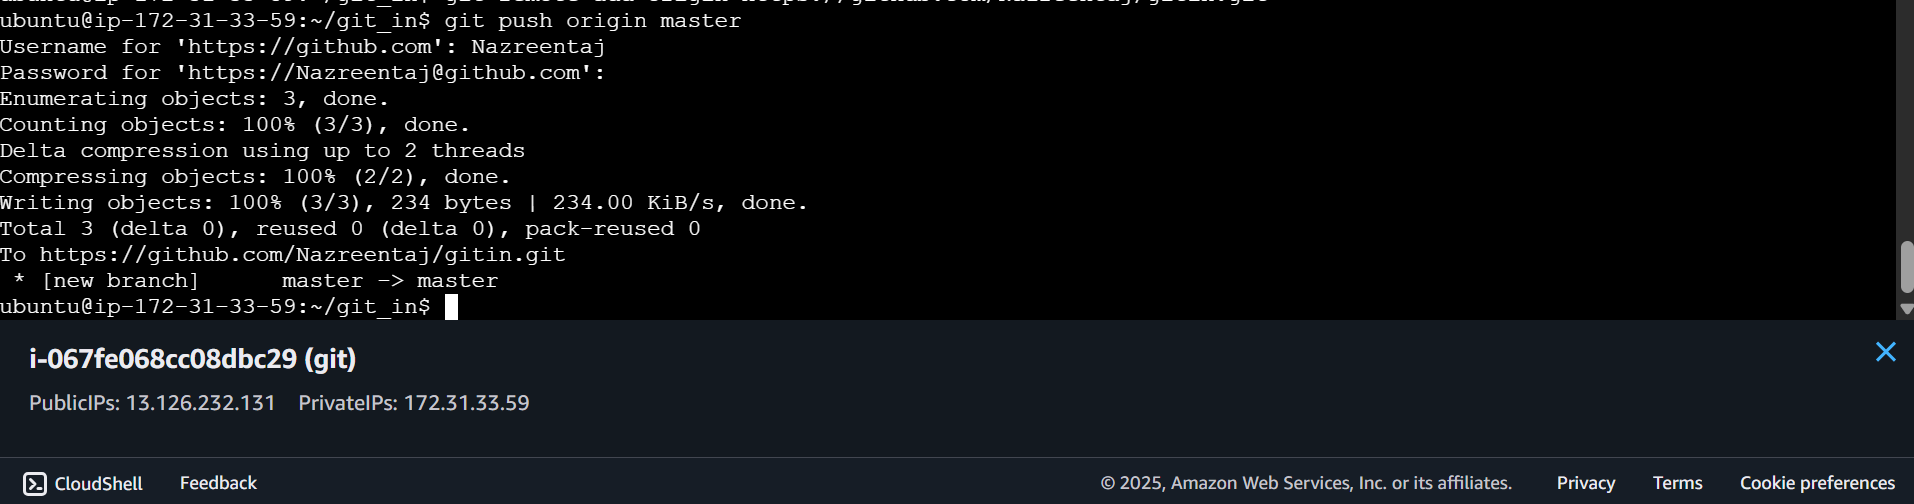 ubuntu@ip-172-31-33-59:~/git_in$ git push origin master
Username for 'https://github.com': Nazreentaj
Password for 'https://Nazreentaj@github.com':
Enumerating objects: 3, done.
Counting objects: 100% (3/3), done.
Delta compression using up to 2 threads
Compressing objects: 100% (2/2), done.
Writing objects: 100% (3/3), 234 bytes | 234.00 KiB/s, done.
Total 3 (delta 0), reused 0 (delta 0), pack-reused 0
To https://github.com/Nazreentaj/gitin.git
 * [new branch]      master -> master
ubuntu@ip-172-31-33-59:~/git_in$
i-067fe068cc08dbc29 (git)
PublicIPs: 13.126.232.131 PrivateIPs: 172.31.33.59
CloudShell Feedback © 2025, Amazon Web Services, Inc. or its affiliates. Privacy Terms Cookie preferences